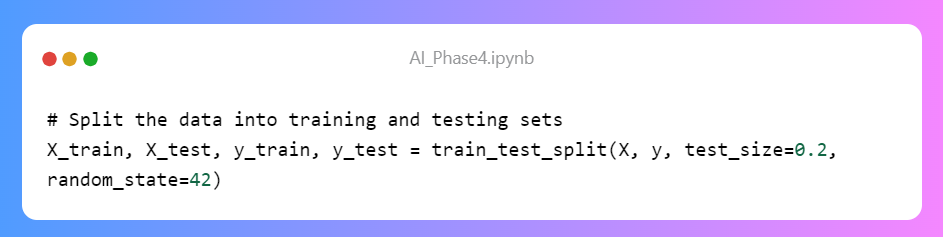 AI_Phase4.ipynb
# Split the data into training and testing sets
X_train, X_test, y_train, y_test = train_test_split(X, y, test_size=0.2,
random_state=42)